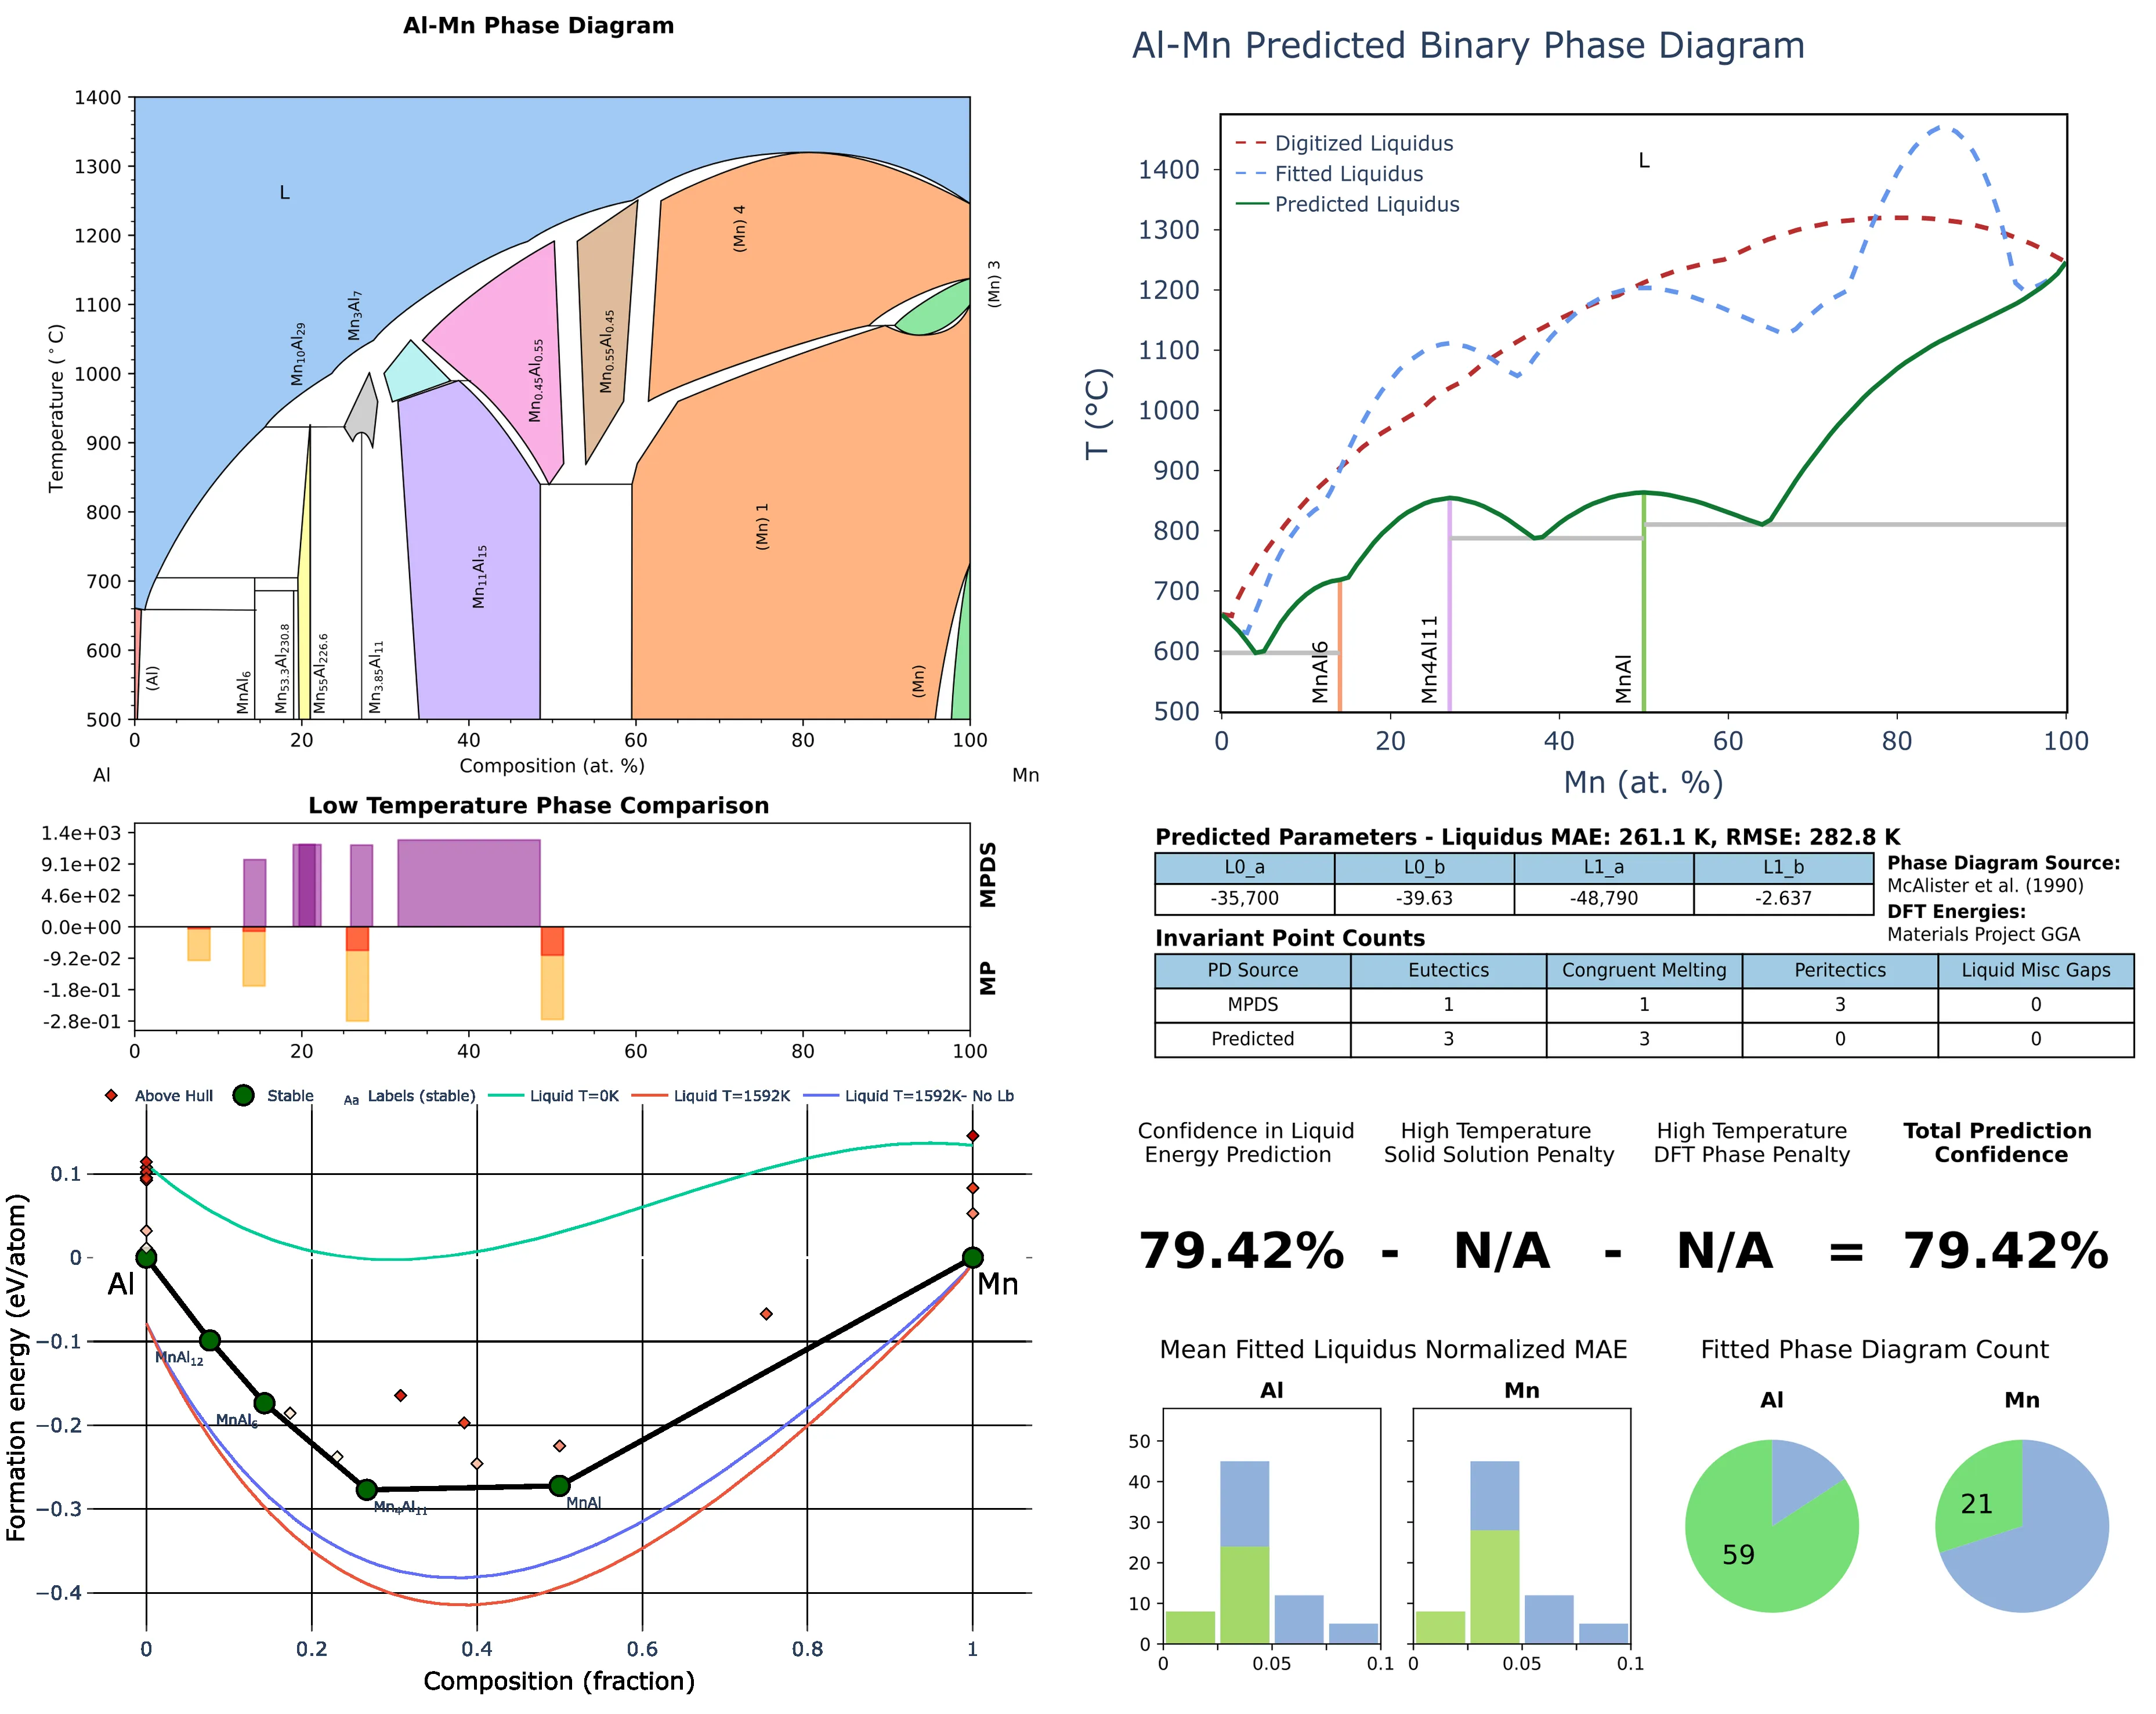 Al-Mn Phase Diagram
1400
1300
1200
1100
1000
900
800
700
600
500
Temperature (°C)
L
Mn10Al29
Mn3Al7
Mn0.45Al0.55
Mn0.55Al0.45
(Mn) 4
(Mn) 3
(Mn) 1
Mn11Al15
(Al)
MnAl6
Mn53.3Al230.8
Mn55Al226.6
Mn3.85Al11
(Mn)
0 20 40 60 80 100
Al
Composition (at. %)
Mn
Low Temperature Phase Comparison
1.4e+03
9.1e+02
4.6e+02
0.0e+00
-9.2e-02
-1.8e-01
-2.8e-01
MPDS
MP
0 20 40 60 80 100
Above Hull Stable Aa Labels (stable) Liquid T=0K Liquid T=1592K Liquid T=1592K- No Lb
0.1
0
−0.1
−0.2
−0.3
−0.4
Formation energy (eV/atom)
Al
Mn
MnAl12
MnAl6
Mn4Al11
MnAl
0 0.2 0.4 0.6 0.8 1
Composition (fraction)
Al-Mn Predicted Binary Phase Diagram
Digitized Liquidus
Fitted Liquidus
Predicted Liquidus
L
1400
1300
1200
1100
1000
900
800
700
600
500
T (°C)
MnAl6
Mn4Al11
MnAl
0 20 40 60 80 100
Mn (at. %)
Predicted Parameters - Liquidus MAE: 261.1 K, RMSE: 282.8 K
L0_a L0_b L1_a L1_b
-35,700 -39.63 -48,790 -2.637
Phase Diagram Source:
McAlister et al. (1990)
DFT Energies:
Materials Project GGA
Invariant Point Counts
PD Source Eutectics Congruent Melting Peritectics Liquid Misc Gaps
MPDS 1 1 3 0
Predicted 3 3 0 0
Confidence in Liquid
Energy Prediction
High Temperature
Solid Solution Penalty
High Temperature
DFT Phase Penalty
Total Prediction
Confidence
79.42% - N/A - N/A = 79.42%
Mean Fitted Liquidus Normalized MAE
Al
Mn
50
40
30
20
10
0
0 0.05 0.1
0 0.05 0.1
Fitted Phase Diagram Count
Al
Mn
59
21